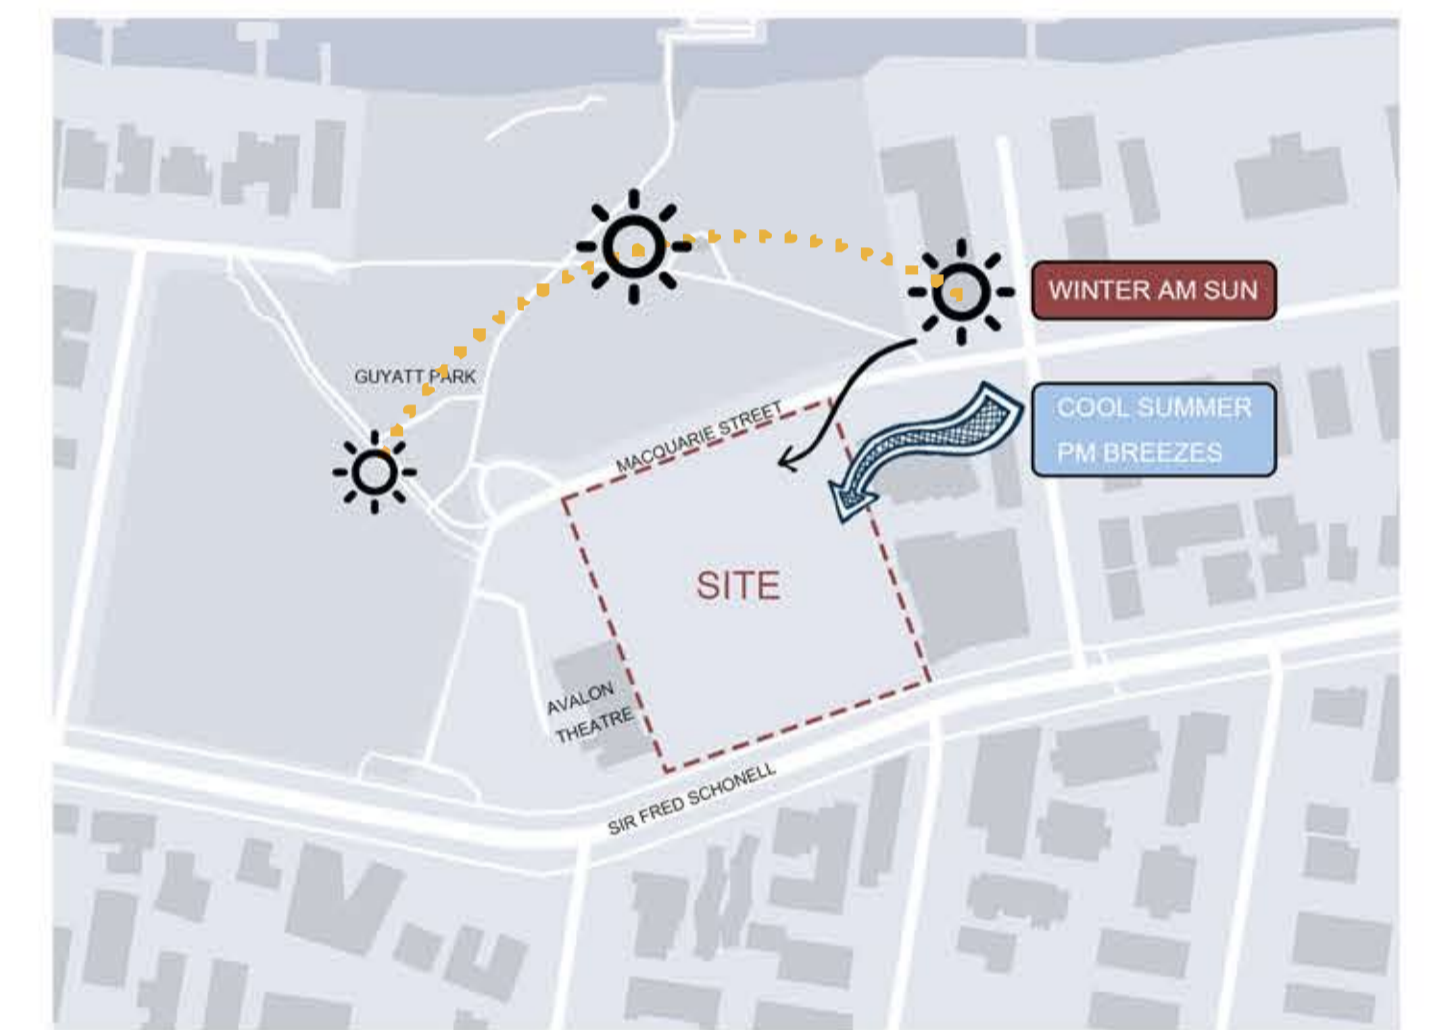 WINTER AM SUN
GUYATT PARK
COOL SUMMER
PM BREEZES
MACQUARIE STREET
SITE
AVALON
THEATRE
SIR FRED SCHONELL